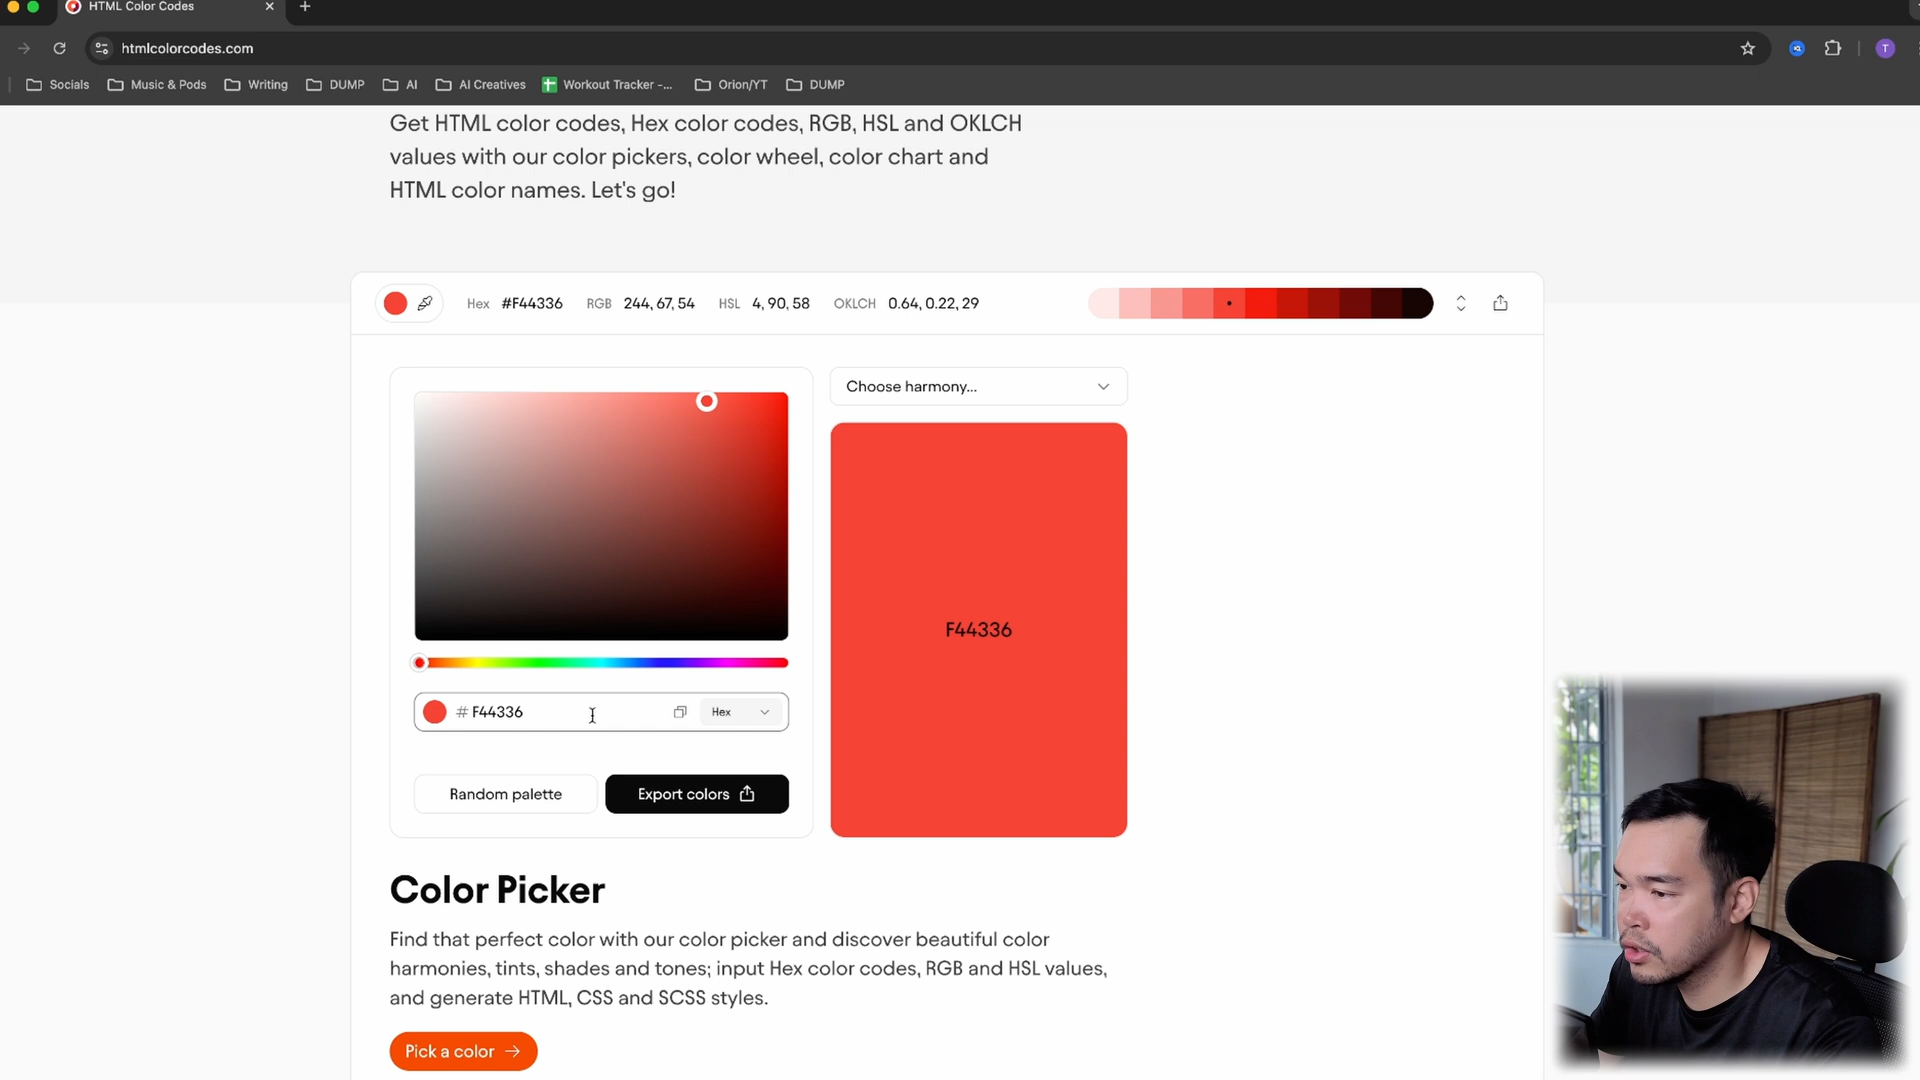 HTML Color Codes
htmlcolorcodes.com
T
Socials
Music & Pods
Writing
DUMP
AI
AI Creatives
Workout Tracker -...
Orion/YT
DUMP
Get HTML color codes, Hex color codes, RGB, HSL and OKLCH
values with our color pickers, color wheel, color chart and
HTML color names. Let's go!
Hex #F44336 RGB 244, 67, 54 HSL 4, 90, 58 OKLCH 0.64, 0.22, 29
Choose harmony...
F44336
# F44336
Hex
Random palette
Export colors
Color Picker
Find that perfect color with our color picker and discover beautiful color
harmonies, tints, shades and tones; input Hex color codes, RGB and HSL values,
and generate HTML, CSS and SCSS styles.
Pick a color